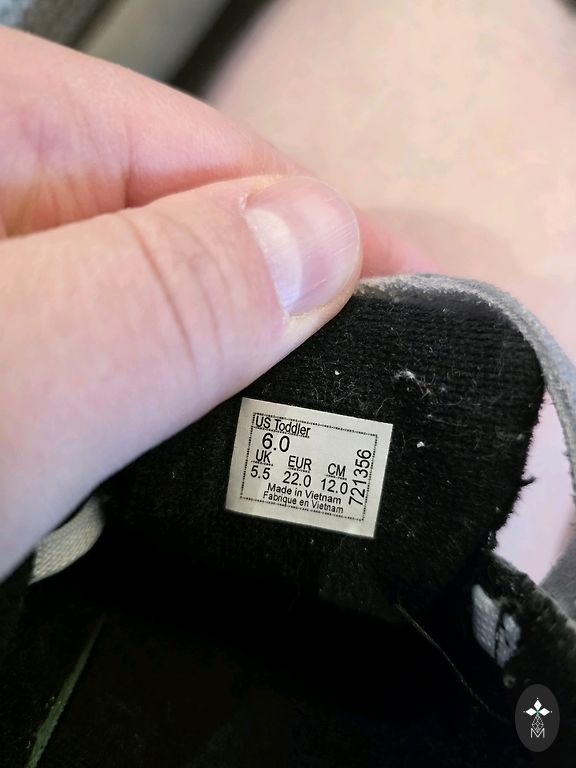 US Toddler
6.0
UK EUR CM
5.5 22.0 12.0
Made in Vietnam
Fabrique en Vietnam
721356
M